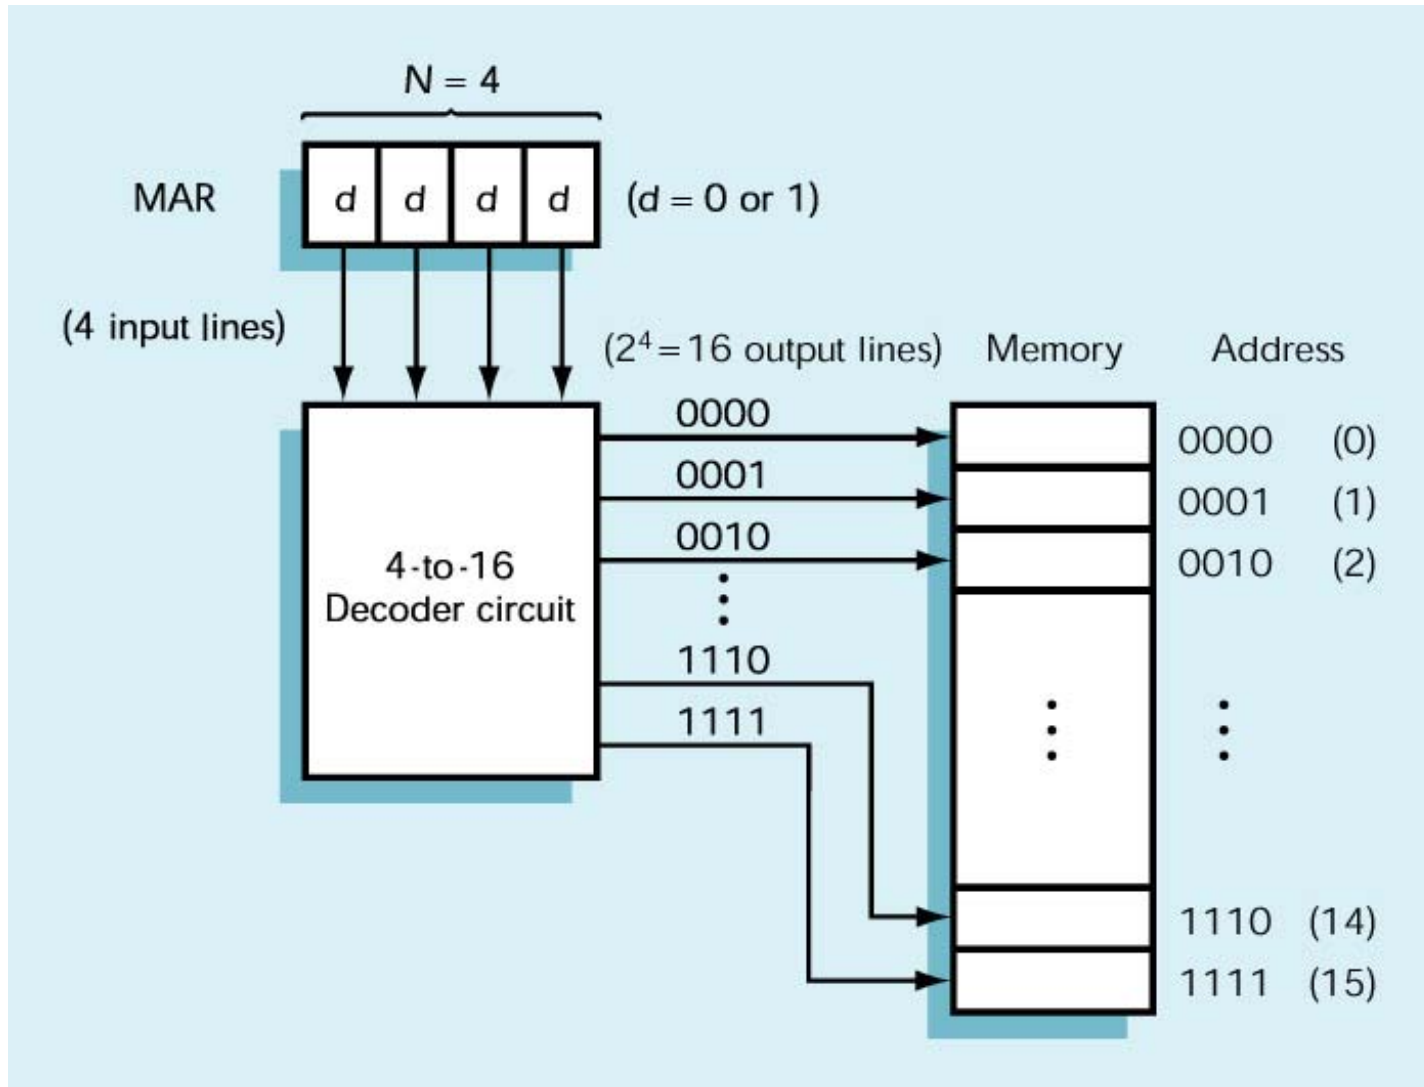 N = 4
MAR d d d d (d = 0 or 1)
(4 input lines)
(2⁴ = 16 output lines) Memory Address
0000 0000 (0)
0001 0001 (1)
0010 0010 (2)
4-to-16
Decoder circuit
1110
1111
1110 (14)
1111 (15)